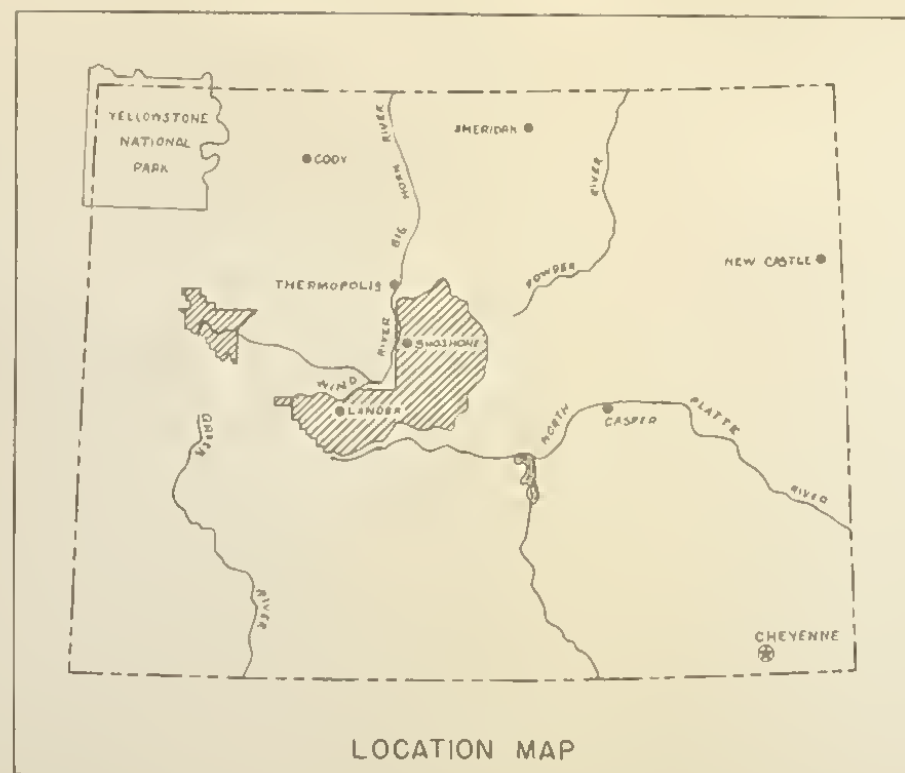 YELLOWSTONE
NATIONAL
PARK
CODY
BIG
HORN
RIVER
SHERIDAN
POWDER
RIVER
NEW CASTLE
THERMOPOLIS
SHOSHONE
WIND
RIVER
LANDER
GREEN
RIVER
NORTH
CASPER
PLATTE
RIVER
CHEYENNE
LOCATION MAP